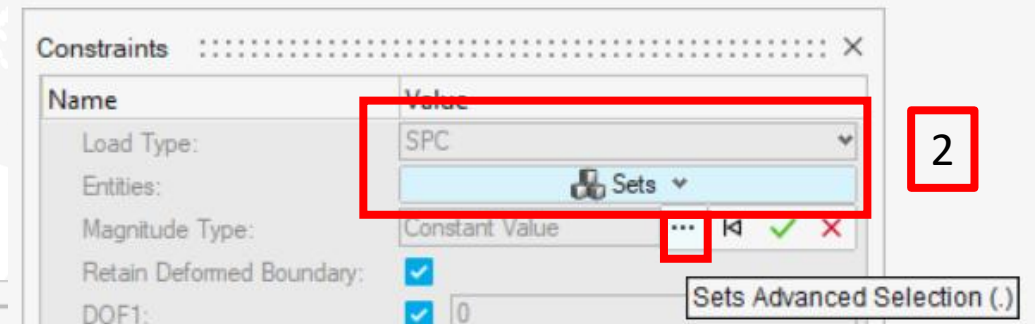 Constraints
Name Value
Load Type: SPC
2
Entities: Sets
Magnitude Type: Constant Value ...
Retain Deformed Boundary:
Sets Advanced Selection (.)
DOF1: 0